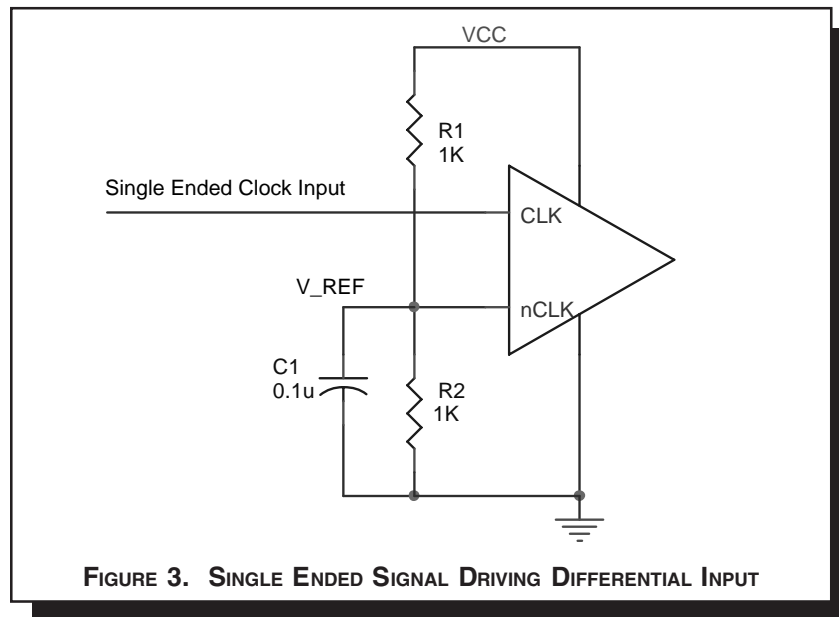 VCC
R1
1K
Single Ended Clock Input
CLK
V_REF
nCLK
C1
0.1u
R2
1K
FIGURE 3. SINGLE ENDED SIGNAL DRIVING DIFFERENTIAL INPUT